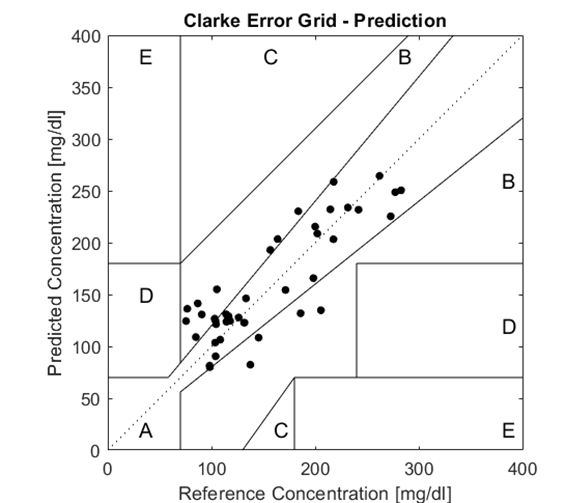 Clarke Error Grid - Prediction
Predicted Concentration [mg/dl]
400
350
300
250
200
150
100
50
0
E
C
B
B
D
D
A
C
E
0
100
200
300
400
Reference Concentration [mg/dl]